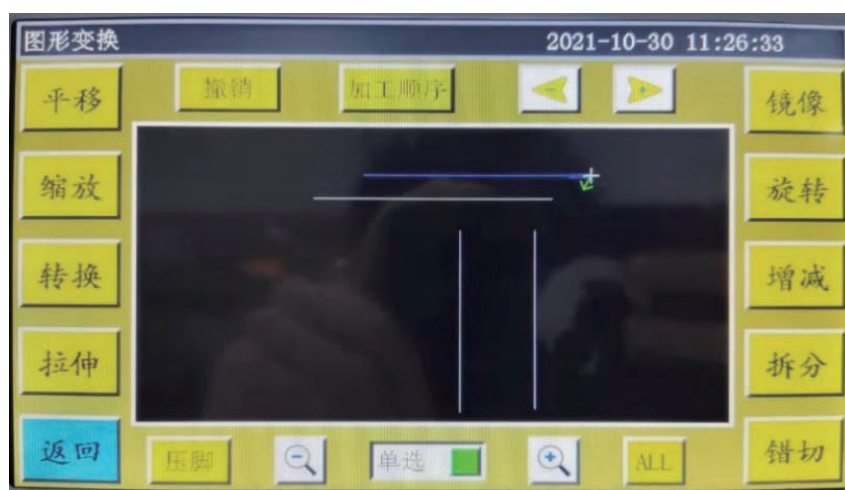 图形变换 2021-10-30 11:26:33
平移 撤销 加工顺序 - + 镜像
缩放 旋转
转换 增减
拉伸 拆分
返回 压脚 - 单选 + ALL 错切